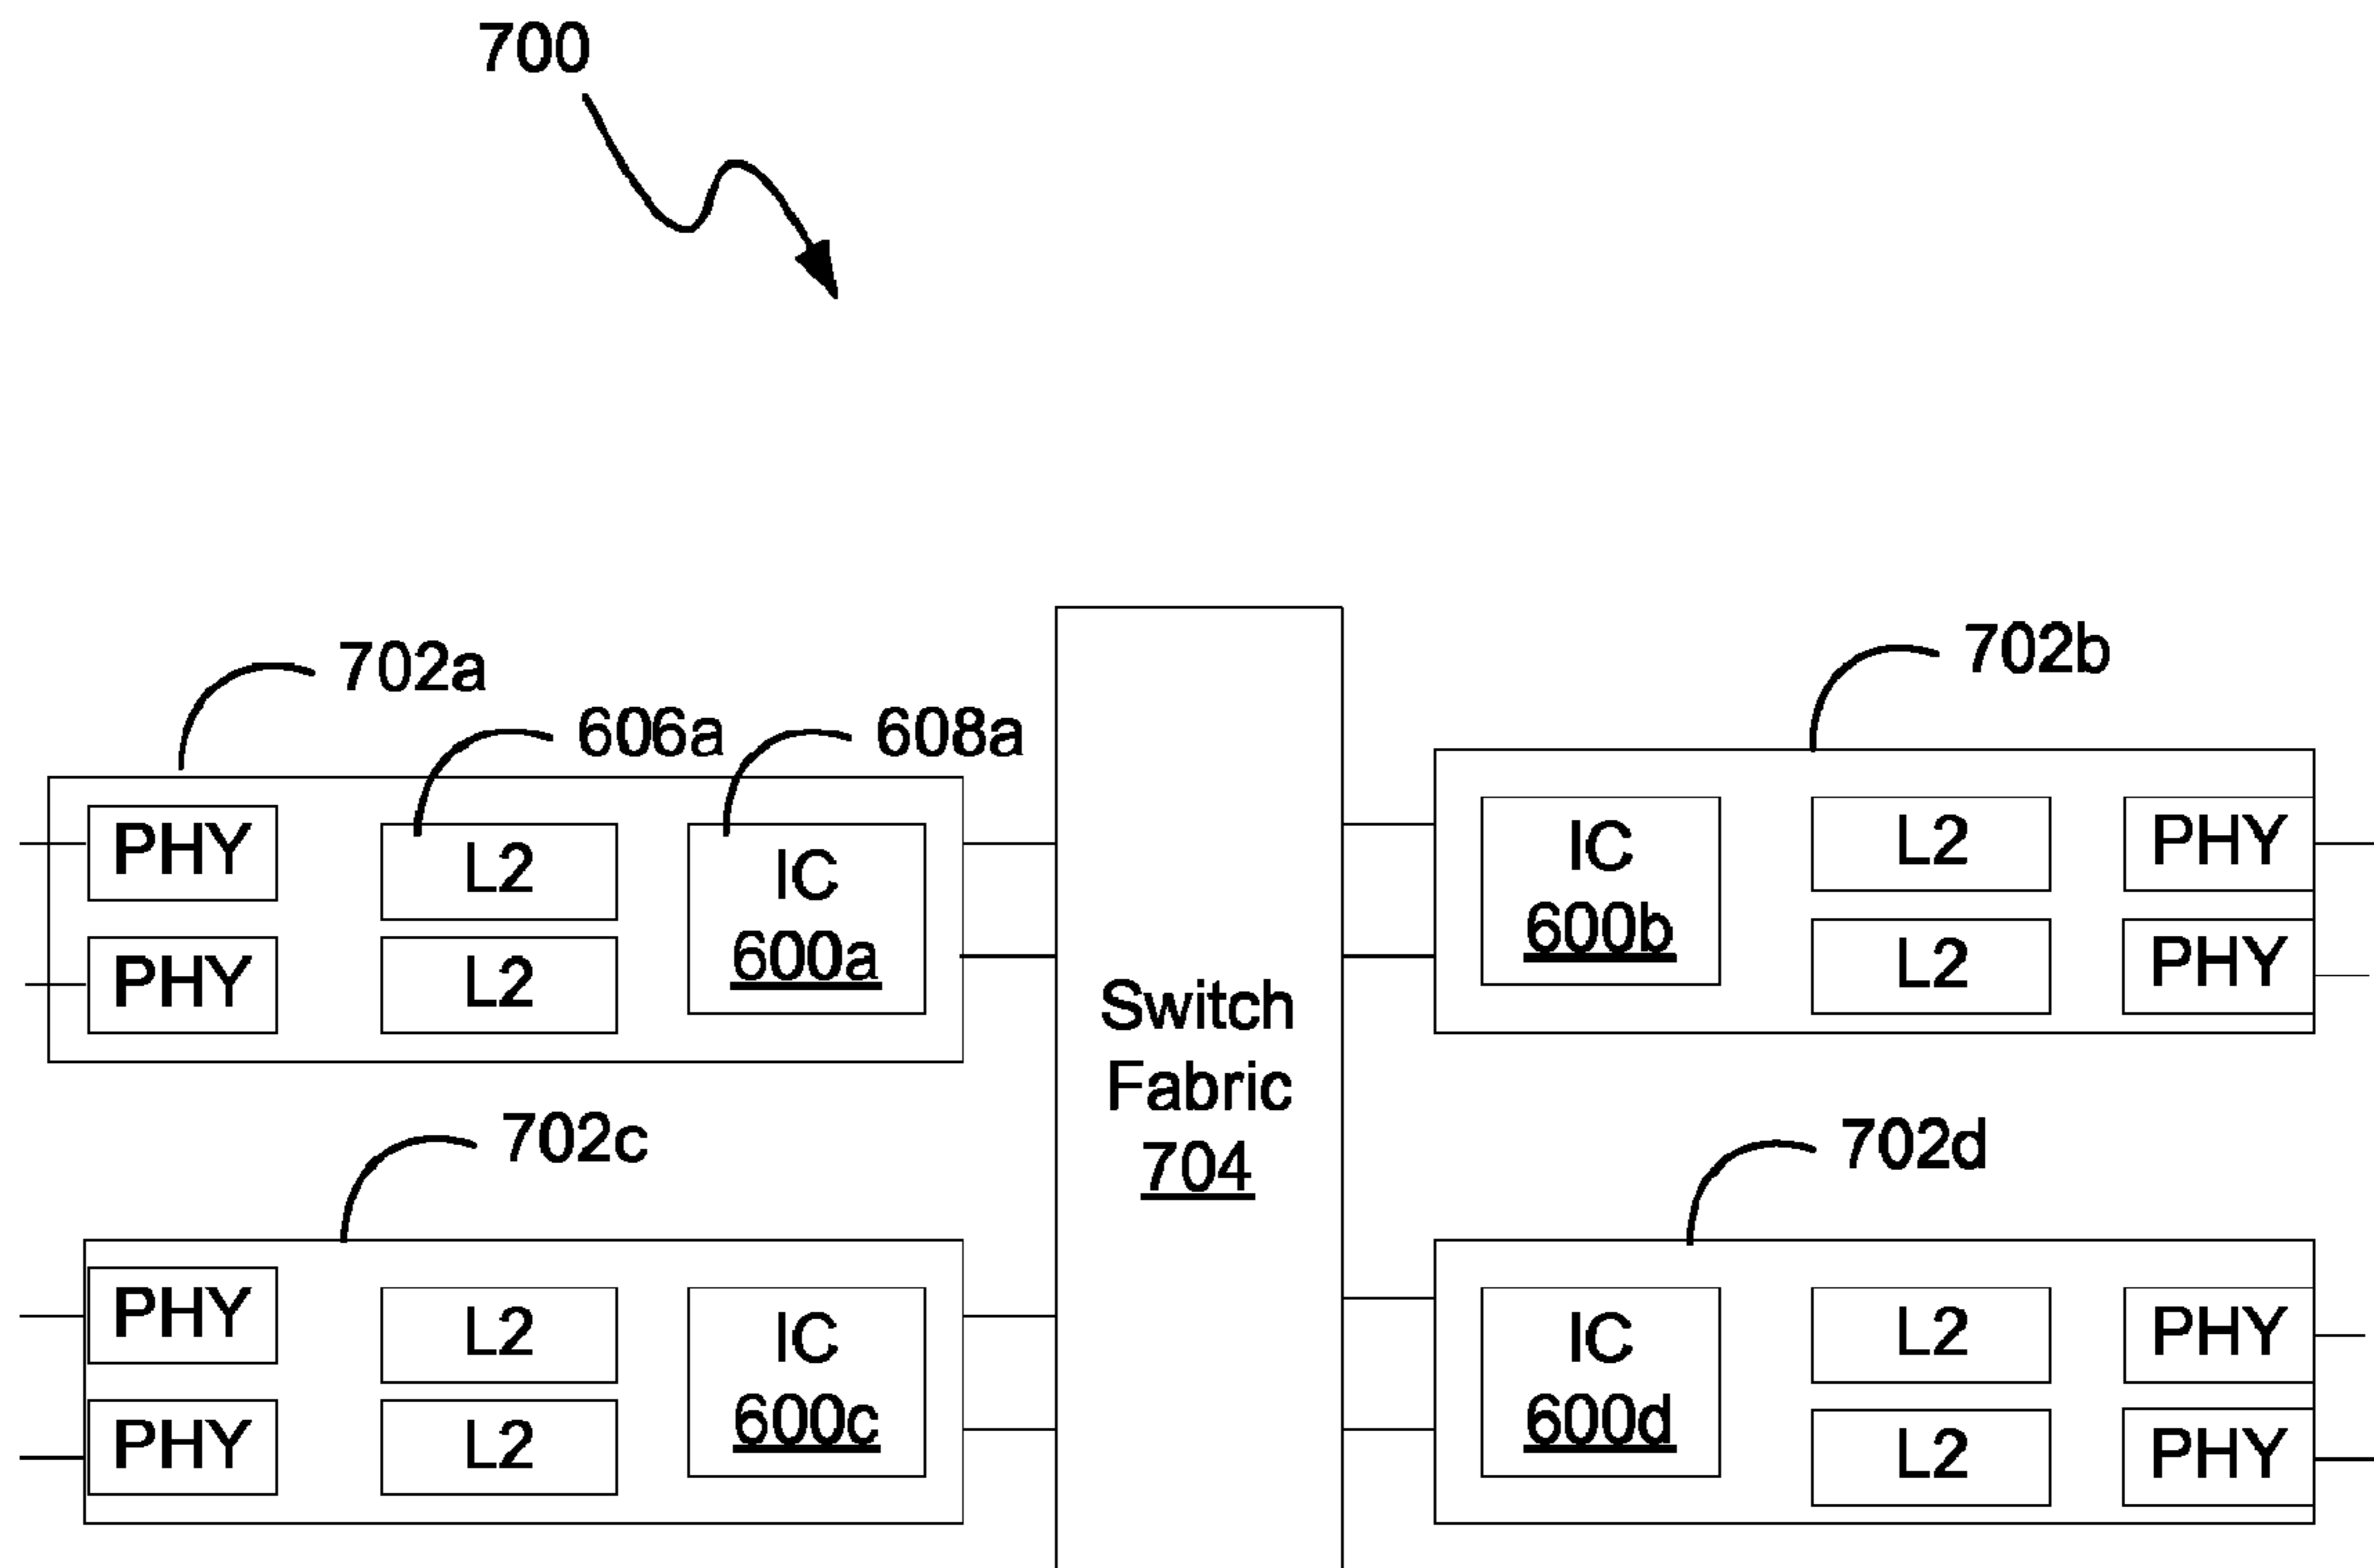 700
702a
606a
608a
702b
PHY
L2
IC
600a
PHY
L2
IC
600b
L2
PHY
L2
PHY
Switch
Fabric
704
702c
702d
PHY
L2
IC
600c
PHY
L2
IC
600d
L2
PHY
L2
PHY